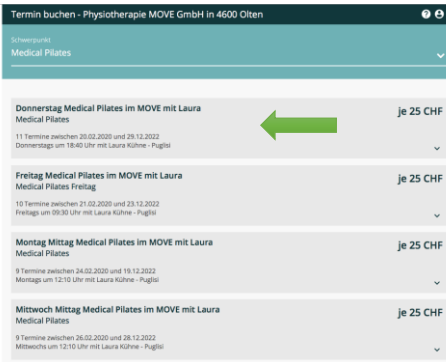 Termin buchen - Physiotherapie MOVE GmbH in 4600 Olten
Schwerpunkt
Medical Pilates
Donnerstag Medical Pilates im MOVE mit Laura
je 25 CHF
Medical Pilates
11 Termine zwischen 20.02.2020 und 29.12.2022
Donnerstags um 18:40 Uhr mit Laura Kühne - Puglisi
Freitag Medical Pilates im MOVE mit Laura
je 25 CHF
Medical Pilates Freitag
10 Termine zwischen 21.02.2020 und 23.12.2022
Freitags um 09:30 Uhr mit Laura Kühne - Puglisi
Montag Mittag Medical Pilates im MOVE mit Laura
je 25 CHF
Medical Pilates
9 Termine zwischen 24.02.2020 und 19.12.2022
Montags um 12:10 Uhr mit Laura Kühne - Puglisi
Mittwoch Mittag Medical Pilates im MOVE mit Laura
je 25 CHF
Medical Pilates
9 Termine zwischen 26.02.2020 und 28.12.2022
Mittwochs um 12:10 Uhr mit Laura Kühne - Puglisi